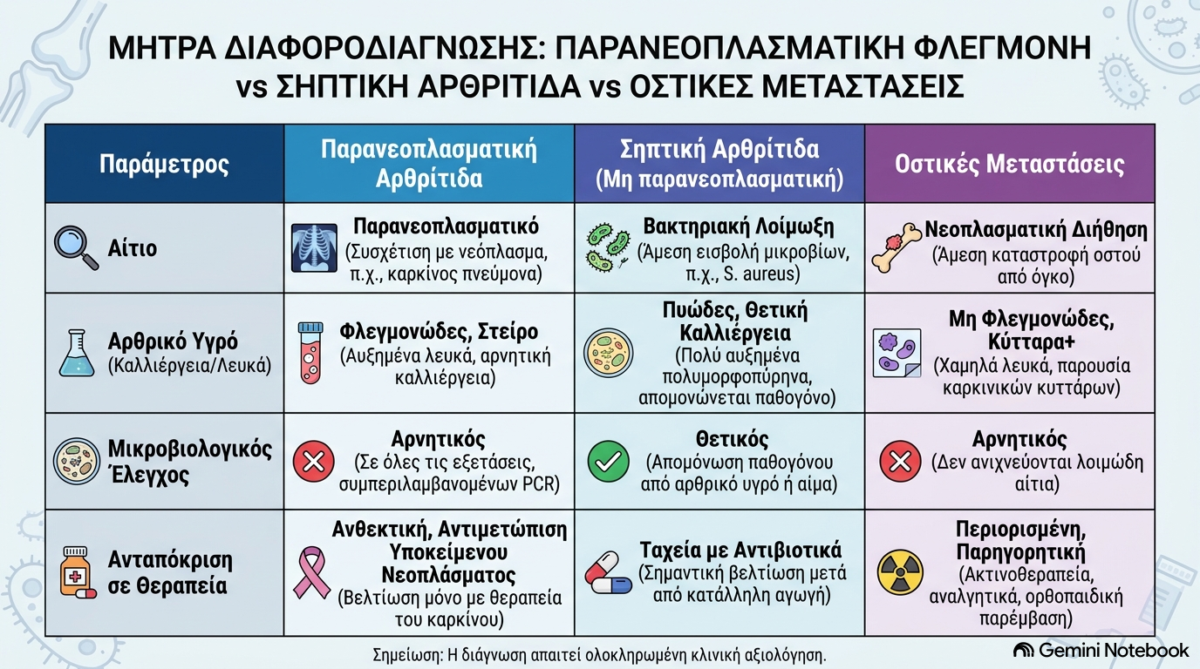 ΜΗΤΡΑ ΔΙΑΦΟΡΟΔΙΑΓΝΩΣΗΣ: ΠΑΡΑΝΕΟΠΛΑΣΜΑΤΙΚΗ ΦΛΕΓΜΟΝΗ
vs ΣΗΠΤΙΚΗ ΑΡΘΡΙΤΙΔΑ vs ΟΣΤΙΚΕΣ ΜΕΤΑΣΤΑΣΕΙΣ
Παράμετρος
Παρανεοπλασματική
Αρθρίτιδα
Σηπτική Αρθρίτιδα
(Μη παρανεοπλασματική)
Οστικές Μεταστάσεις
Αίτιο
Παρανεοπλασματικό
(Συσχέτιση με νεόπλασμα,
π.χ., καρκίνος πνεύμονα)
Βακτηριακή Λοίμωξη
(Άμεση εισβολή μικροβίων,
π.χ., S. aureus)
Νεοπλασματική Διήθηση
(Άμεση καταστροφή οστού
από όγκο)
Αρθρικό Υγρό
(Καλλιέργεια/Λευκά)
Φλεγμονώδες, Στείρο
(Αυξημένα λευκά, αρνητική
καλλιέργεια)
Πυώδες, Θετική
Καλλιέργεια
(Πολύ αυξημένα
πολυμορφοπύρηνα,
απομονώνεται παθογόνο)
Μη Φλεγμονώδες,
Κύτταρα+
(Χαμηλά λευκά, παρουσία
καρκινικών κυττάρων)
Μικροβιολογικός
Έλεγχος
Αρνητικός
(Σε όλες τις εξετάσεις,
συμπεριλαμβανομένων PCR)
Θετικός
(Απομόνωση παθογόνου
από αρθρικό υγρό ή αίμα)
Αρνητικός
(Δεν ανιχνεύονται λοιμώδη
αίτια)
Ανταπόκριση
σε Θεραπεία
Ανθεκτική, Αντιμετώπιση
Υποκείμενου
Νεοπλάσματος
(Βελτίωση μόνο με θεραπεία
του καρκίνου)
Ταχεία με Αντιβιοτικά
(Σημαντική βελτίωση μετά
από κατάλληλη αγωγή)
Περιορισμένη,
Παρηγορητική
(Ακτινοθεραπεία,
αναλγητικά, ορθοπαιδική
παρέμβαση)
Σημείωση: Η διάγνωση απαιτεί ολοκληρωμένη κλινική αξιολόγηση.
Gemini Notebook